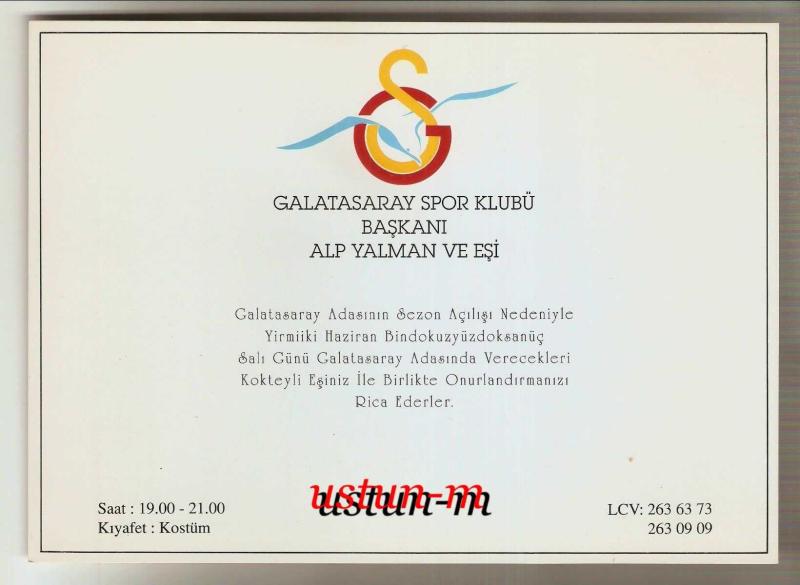 GALATASARAY SPOR KLUBÜ
BAŞKANI
ALP YALMAN VE EŞİ
Galatasaray Adasının Sezon Açılışı Nedeniyle
Yirmiiki Haziran Bindokuzyüzdoksanüç
Salı Günü Galatasaray Adasında Verecekleri
Kokteyli Eşiniz İle Birlikte Onurlandırmanızı
Rica Ederler.
Saat : 19.00 - 21.00
Kıyafet : Kostüm
ustun-m
LCV: 263 63 73
263 09 09